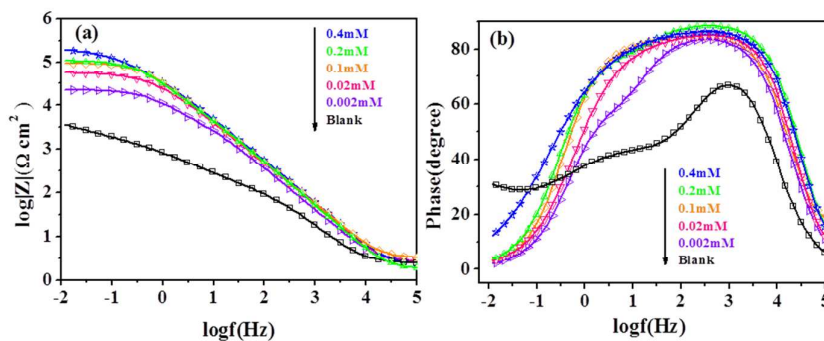 (a)
0.4mM
0.2mM
0.1mM
0.02mM
0.002mM
Blank
6
5
4
3
2
1
0
log|Z|(Ω cm²)
-2 -1 0 1 2 3 4 5
logf(Hz)
(b)
80
60
40
20
0
Phase(degree)
0.4mM
0.2mM
0.1mM
0.02mM
0.002mM
Blank
-2 -1 0 1 2 3 4 5
logf(Hz)